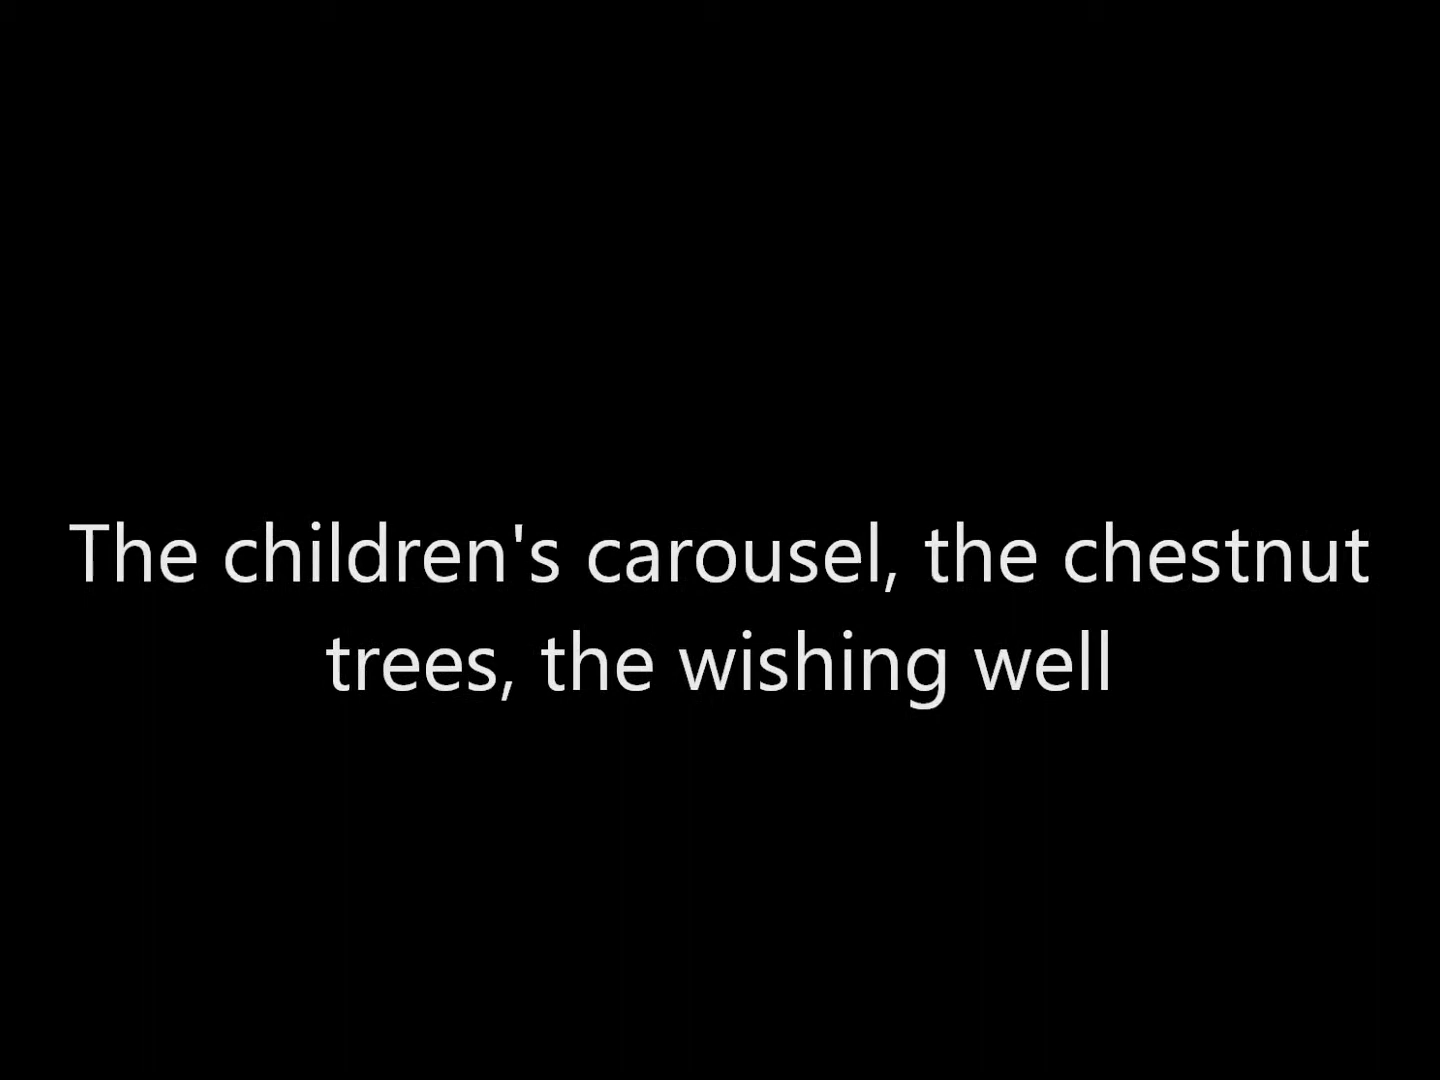 The children's carousel, the chestnut
trees, the wishing well